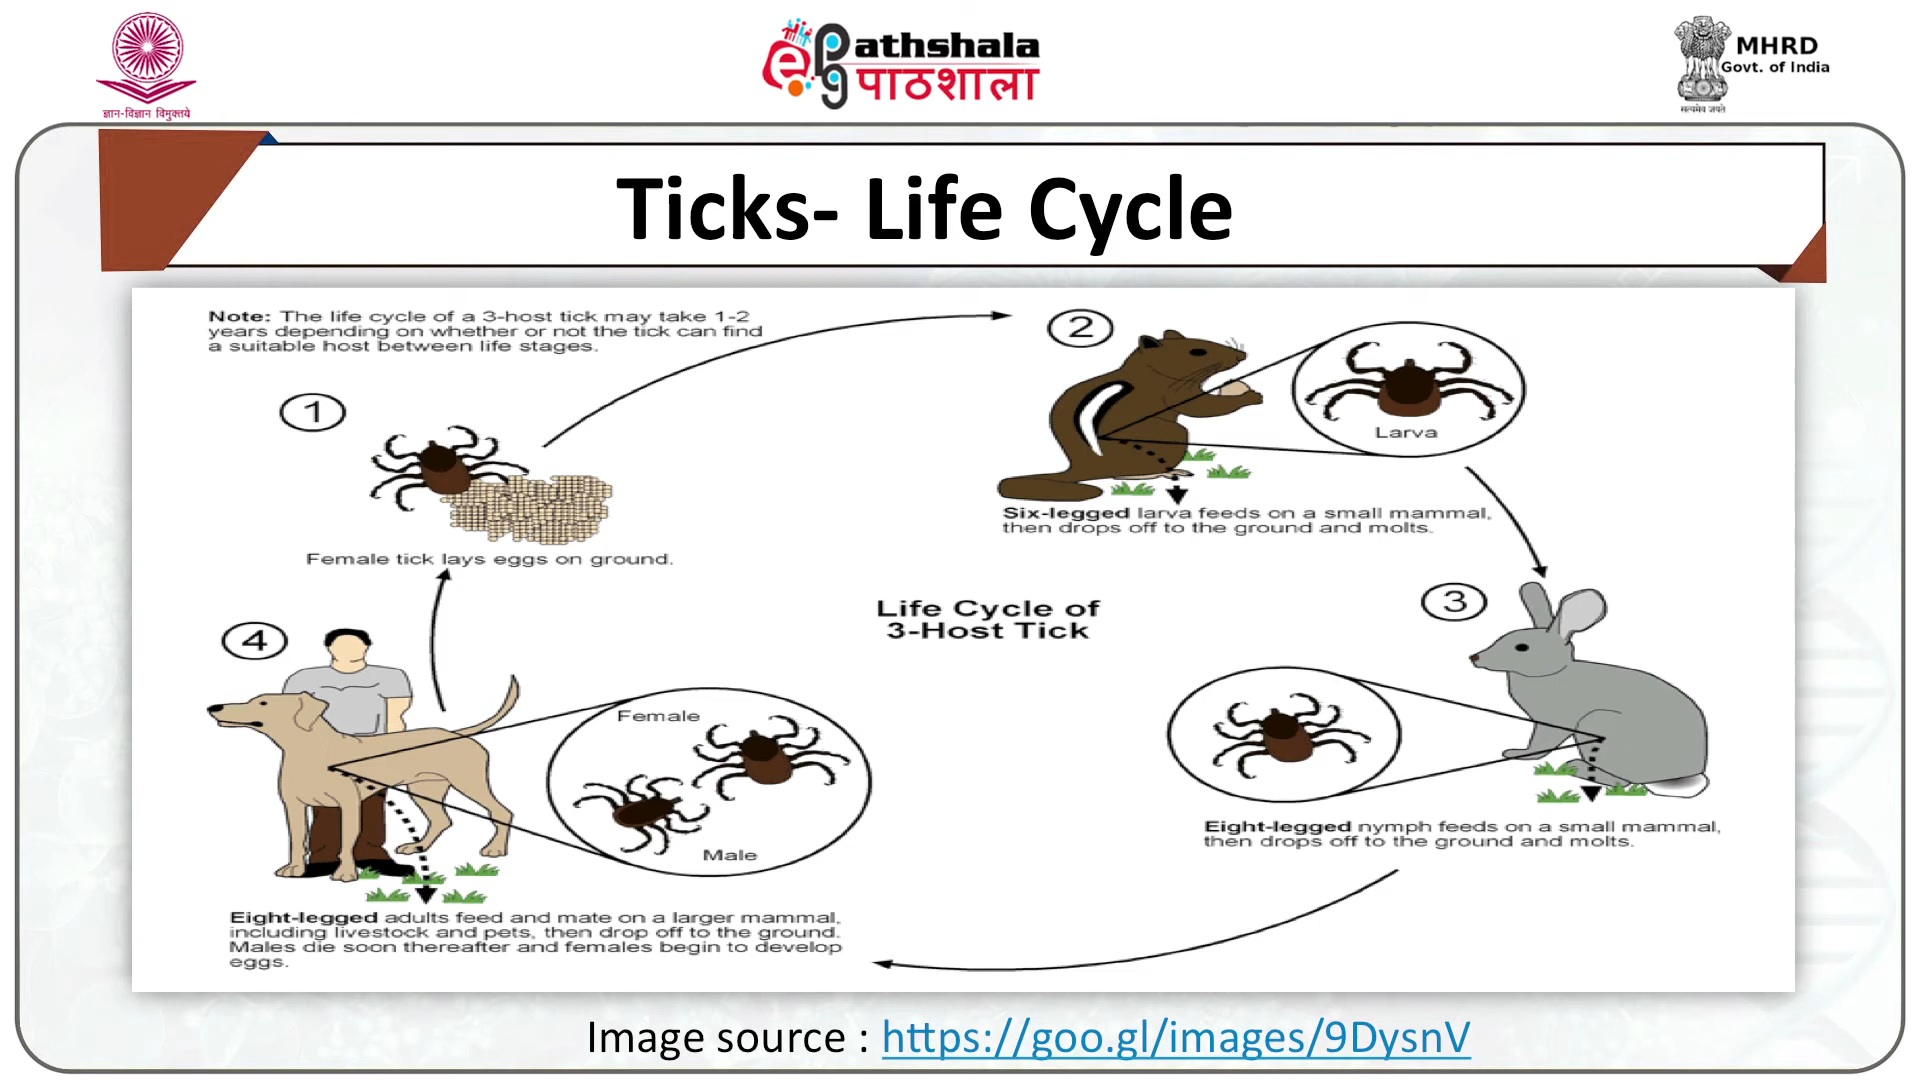 ज्ञान-विज्ञान विमुक्तये
ePG Pathshala
पाठशाला
MHRD
Govt. of India
सत्यमेव जयते
Ticks- Life Cycle
Note: The life cycle of a 3-host tick may take 1-2
years depending on whether or not the tick can find
a suitable host between life stages.
1
Female tick lays eggs on ground.
2
Larva
Six-legged larva feeds on a small mammal,
then drops off to the ground and molts.
Life Cycle of
3-Host Tick
3
Eight-legged nymph feeds on a small mammal,
then drops off to the ground and molts.
4
Female
Male
Eight-legged adults feed and mate on a larger mammal,
including livestock and pets, then drop off to the ground.
Males die soon thereafter and females begin to develop
eggs.
Image source : https://goo.gl/images/9DysnV